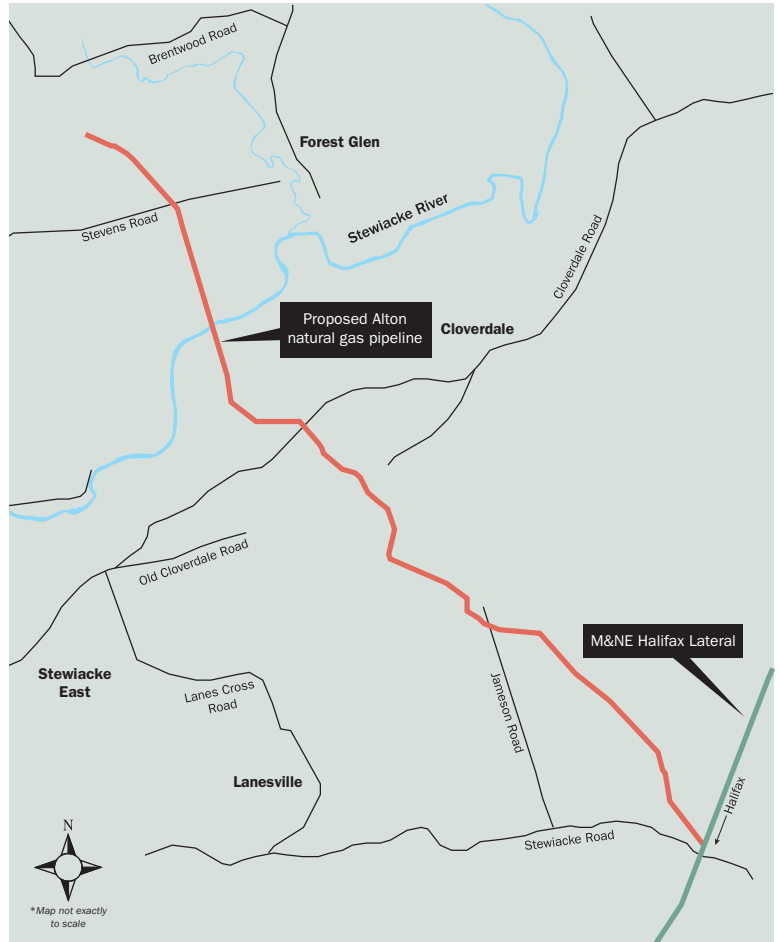 Brentwood Road
Forest Glen
Stewiacke River
Stevens Road
Cloverdale Road
Proposed Alton
natural gas pipeline
Cloverdale
Old Cloverdale Road
M&NE Halifax Lateral
Stewiacke
East
Lanes Cross
Road
Jameson Road
Lanesville
Halifax
Stewiacke Road
N
*Map not exactly
to scale